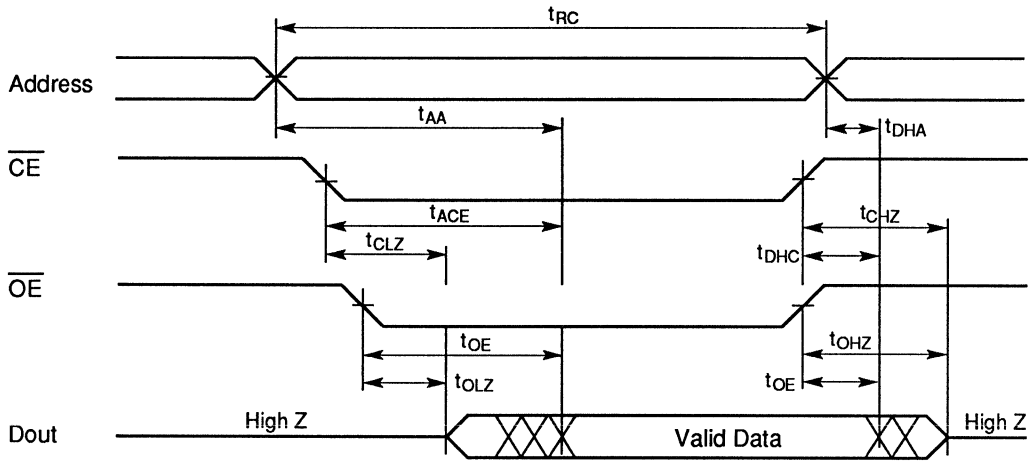 tRC
Address
tAA
tDHA
CE
tACE
tCHZ
tCLZ
tDHC
OE
tOE
tOHZ
tOLZ
tOE
High Z
High Z
Dout
Valid Data